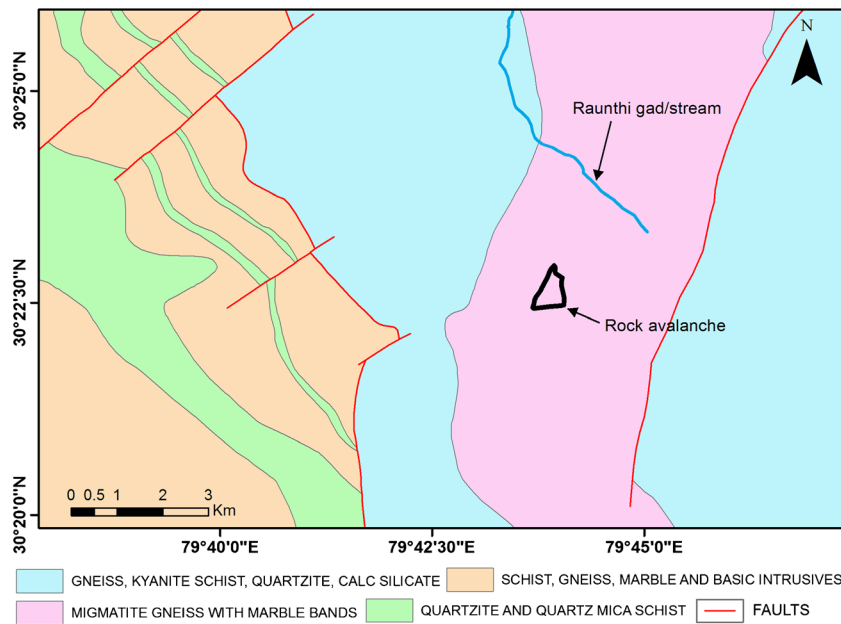 N
30°25'0"N
Raunthi gad/stream
30°22'30"N
Rock avalanche
30°20'0"N
0 0.5 1 2 3
Km
79°40'0"E 79°42'30"E 79°45'0"E
GNEISS, KYANITE SCHIST, QUARTZITE, CALC SILICATE SCHIST, GNEISS, MARBLE AND BASIC INTRUSIVES
MIGMATITE GNEISS WITH MARBLE BANDS QUARTZITE AND QUARTZ MICA SCHIST FAULTS